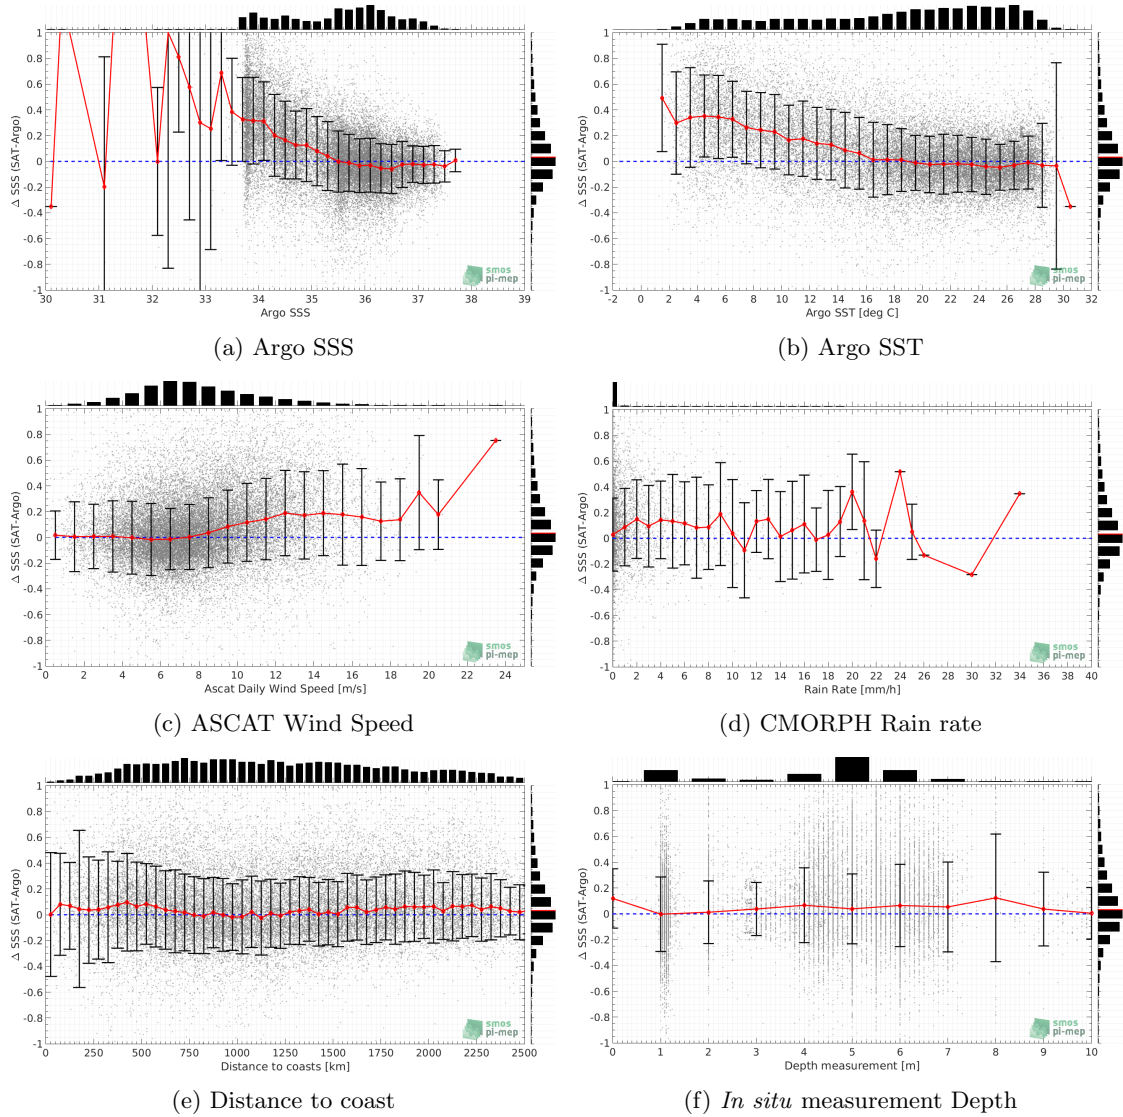 1
0.8
0.6
0.4
0.2
0
-0.2
-0.4
-0.6
-0.8
-1
Δ SSS (SAT-Argo)
30 31 32 33 34 35 36 37 38 39
Argo SSS
smos
pi-mep
(a) Argo SSS
1
0.8
0.6
0.4
0.2
0
-0.2
-0.4
-0.6
-0.8
-1
Δ SSS (SAT-Argo)
-2 0 2 4 6 8 10 12 14 16 18 20 22 24 26 28 30 32
Argo SST [deg C]
smos
pi-mep
(b) Argo SST
1
0.8
0.6
0.4
0.2
0
-0.2
-0.4
-0.6
-0.8
-1
Δ SSS (SAT-Argo)
0 2 4 6 8 10 12 14 16 18 20 22 24
Ascat Daily Wind Speed [m/s]
smos
pi-mep
(c) ASCAT Wind Speed
1
0.8
0.6
0.4
0.2
0
-0.2
-0.4
-0.6
-0.8
-1
Δ SSS (SAT-Argo)
0 2 4 6 8 10 12 14 16 18 20 22 24 26 28 30 32 34 36 38 40
Rain Rate [mm/h]
smos
pi-mep
(d) CMORPH Rain rate
1
0.8
0.6
0.4
0.2
0
-0.2
-0.4
-0.6
-0.8
-1
Δ SSS (SAT-Argo)
0 250 500 750 1000 1250 1500 1750 2000 2250 2500
Distance to coasts [km]
smos
pi-mep
(e) Distance to coast
1
0.8
0.6
0.4
0.2
0
-0.2
-0.4
-0.6
-0.8
-1
Δ SSS (SAT-Argo)
0 1 2 3 4 5 6 7 8 9 10
Depth measurement [m]
smos
pi-mep
(f) In situ measurement Depth